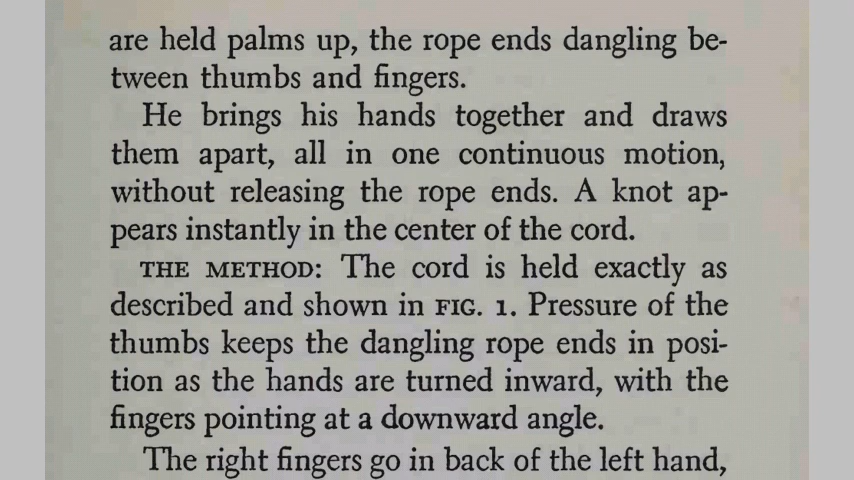 are held palms up, the rope ends dangling be-
tween thumbs and fingers.
He brings his hands together and draws
them apart, all in one continuous motion,
without releasing the rope ends. A knot ap-
pears instantly in the center of the cord.
THE METHOD: The cord is held exactly as
described and shown in FIG. 1. Pressure of the
thumbs keeps the dangling rope ends in posi-
tion as the hands are turned inward, with the
fingers pointing at a downward angle.
The right fingers go in back of the left hand,